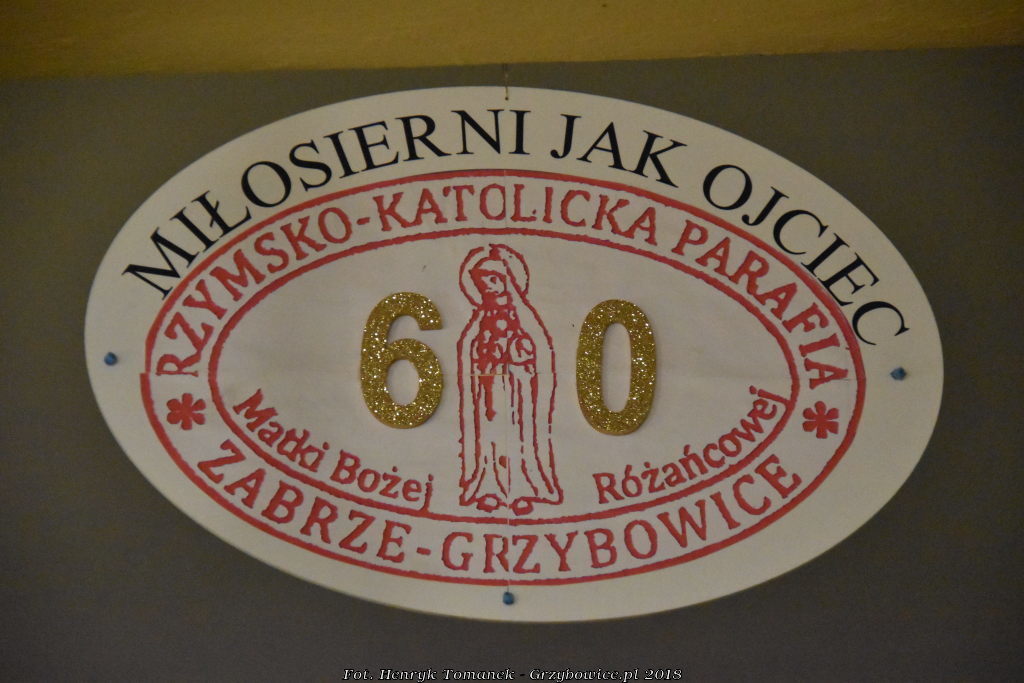 MIŁOSIERNI JAK OJCIEC
RZYMSKO-KATOLICKA PARAFIA
60
Matki Bożej Różańcowej
ZABRZE-GRZYBOWICE
Fot. Henryk Tomanek - Grzybowice.pl 2018